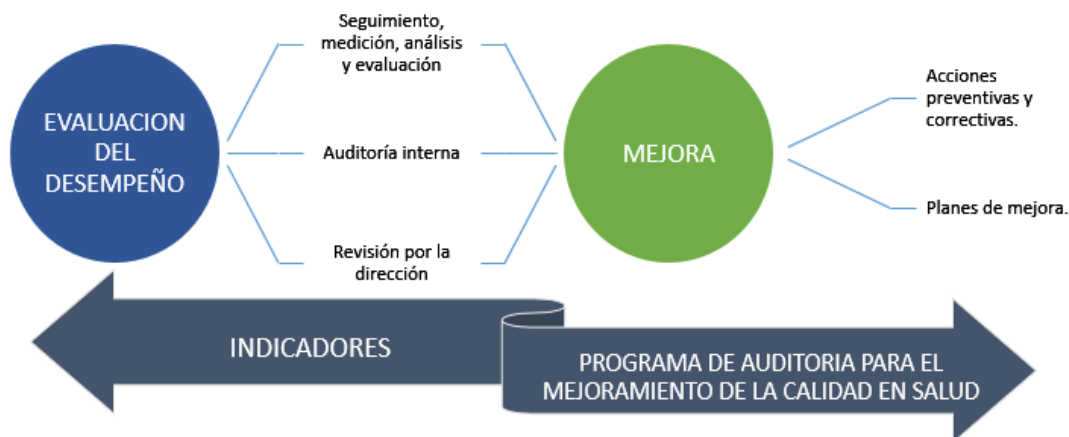 EVALUACION
DEL
DESEMPEÑO
Seguimiento,
medición, análisis
y evaluación
Auditoría interna
Revisión por la
dirección
MEJORA
Acciones
preventivas y
correctivas.
Planes de mejora.
INDICADORES
PROGRAMA DE AUDITORIA PARA EL
MEJORAMIENTO DE LA CALIDAD EN SALUD